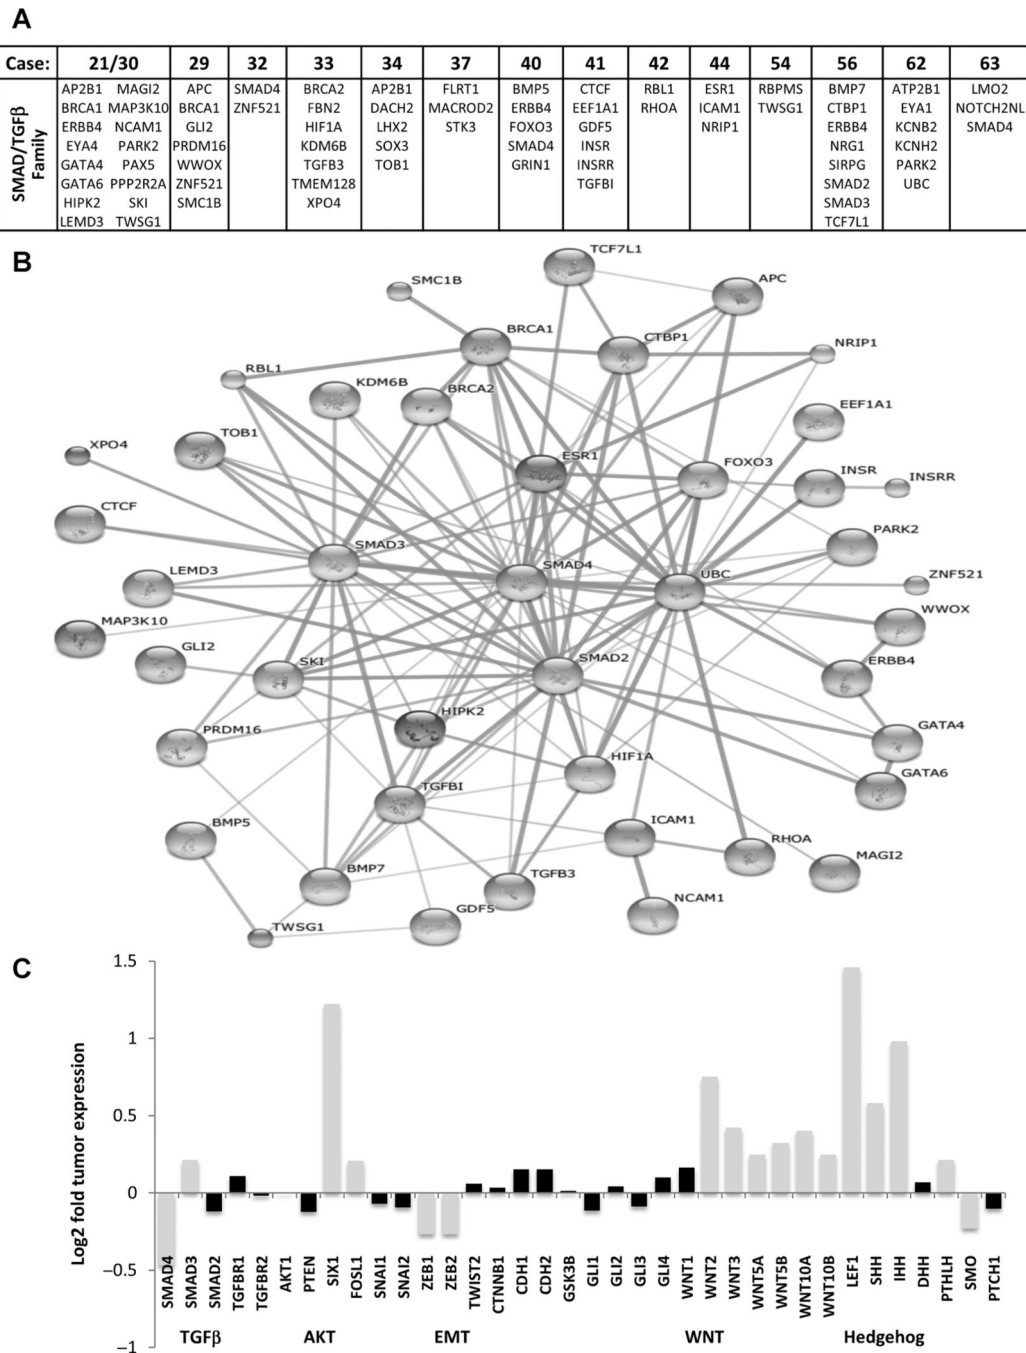 A
Case: 21/30 29 32 33 34 37 40 41 42 44 54 56 62 63
SMAD/TGFβ Family
AP2B1 MAGI2 APC SMAD4 BRCA2 AP2B1 FLRT1 BMP5 CTCF RBL1 ESR1 RBPMS BMP7 ATP2B1 LMO2
BRCA1 MAP3K10 BRCA1 ZNF521 FBN2 DACH2 MACROD2 ERBB4 EEF1A1 RHOA ICAM1 TWSG1 CTBP1 EYA1 NOTCH2NL
ERBB4 NCAM1 GLI2 HIF1A LHX2 STK3 FOXO3 GDF5 NRIP1 ERBB4 KCNB2 SMAD4
EYA4 PARK2 PRDM16 KDM6B SOX3 SMAD4 INSR NRG1 KCNH2
GATA4 PAX5 WWOX TGFB3 TOB1 GRIN1 INSRR SIRPG PARK2
GATA6 PPP2R2A ZNF521 TMEM128 TGFBI SMAD2 UBC
HIPK2 SKI SMC1B XPO4 SMAD3
LEMD3 TWSG1 TCF7L1
B
TCF7L1
SMC1B
APC
BRCA1
CTBP1
NRIP1
RBL1
KDM6B
BRCA2
EEF1A1
TOB1
XPO4
ESR1
FOXO3
INSR
INSRR
CTCF
PARK2
SMAD3
SMAD4
UBC
LEMD3
ZNF521
MAP3K10
WWOX
GLI2
SKI
SMAD2
ERBB4
PRDM16
HIPK2
GATA4
HIF1A
GATA6
TGFBI
BMP5
ICAM1
RHOA
MAGI2
BMP7
TGFB3
NCAM1
GDF5
TWSG1
C
Log2 fold tumor expression
1.5
1
0.5
0
−0.5
−1
SMAD4
SMAD3
SMAD2
TGFBR1
TGFBR2
AKT1
PTEN
SIX1
FOSL1
SNAI1
SNAI2
ZEB1
ZEB2
TWIST2
CTNNB1
CDH1
CDH2
GSK3B
GLI1
GLI2
GLI3
GLI4
WNT1
WNT2
WNT3
WNT5A
WNT5B
WNT10A
WNT10B
LEF1
SHH
IHH
DHH
PTHLH
SMO
PTCH1
TGFβ AKT EMT WNT Hedgehog